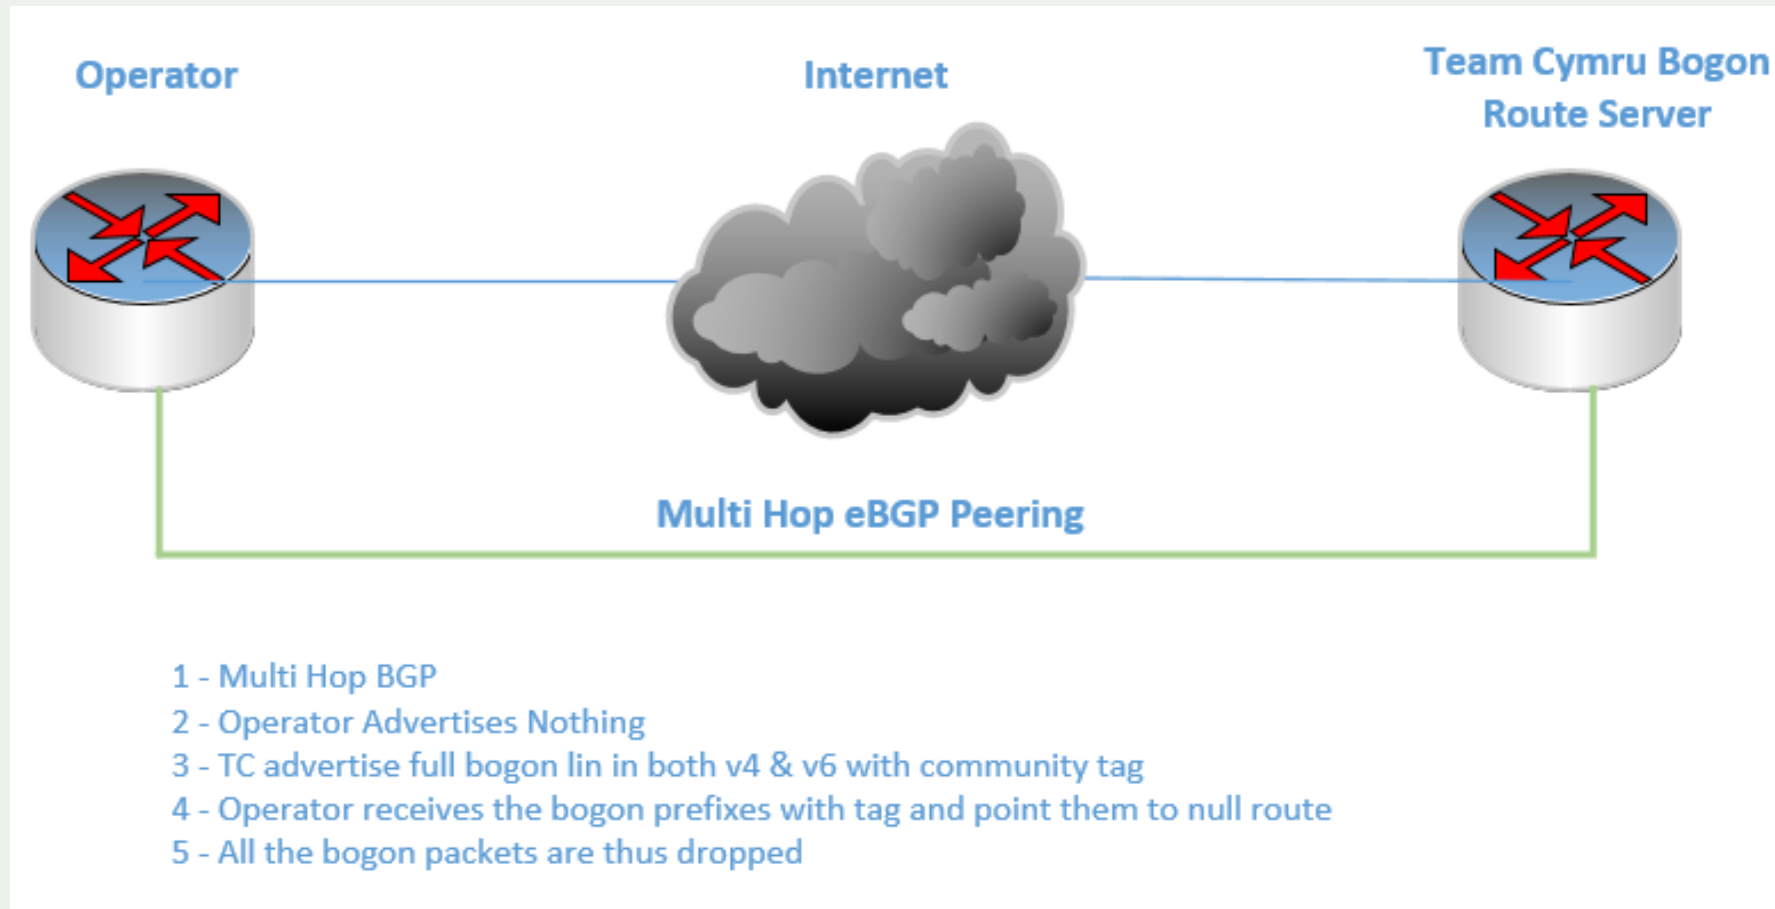 Operator
Internet
Team Cymru Bogon
Route Server
Multi Hop eBGP Peering
1 - Multi Hop BGP
2 - Operator Advertises Nothing
3 - TC advertise full bogon lin in both v4 & v6 with community tag
4 - Operator receives the bogon prefixes with tag and point them to null route
5 - All the bogon packets are thus dropped